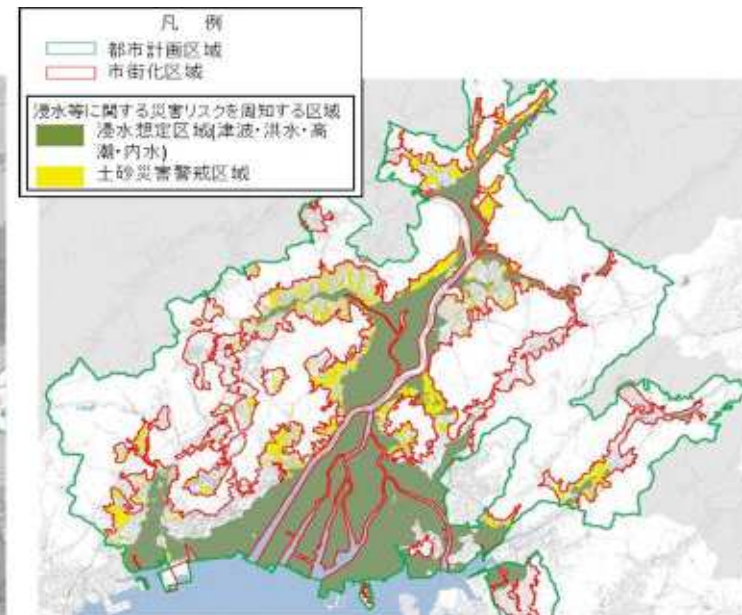 凡 例
都市計画区域
市街化区域
浸水等に関する災害リスクを周知する区域
浸水想定区域(津波・洪水・高
潮・内水)
土砂災害警戒区域